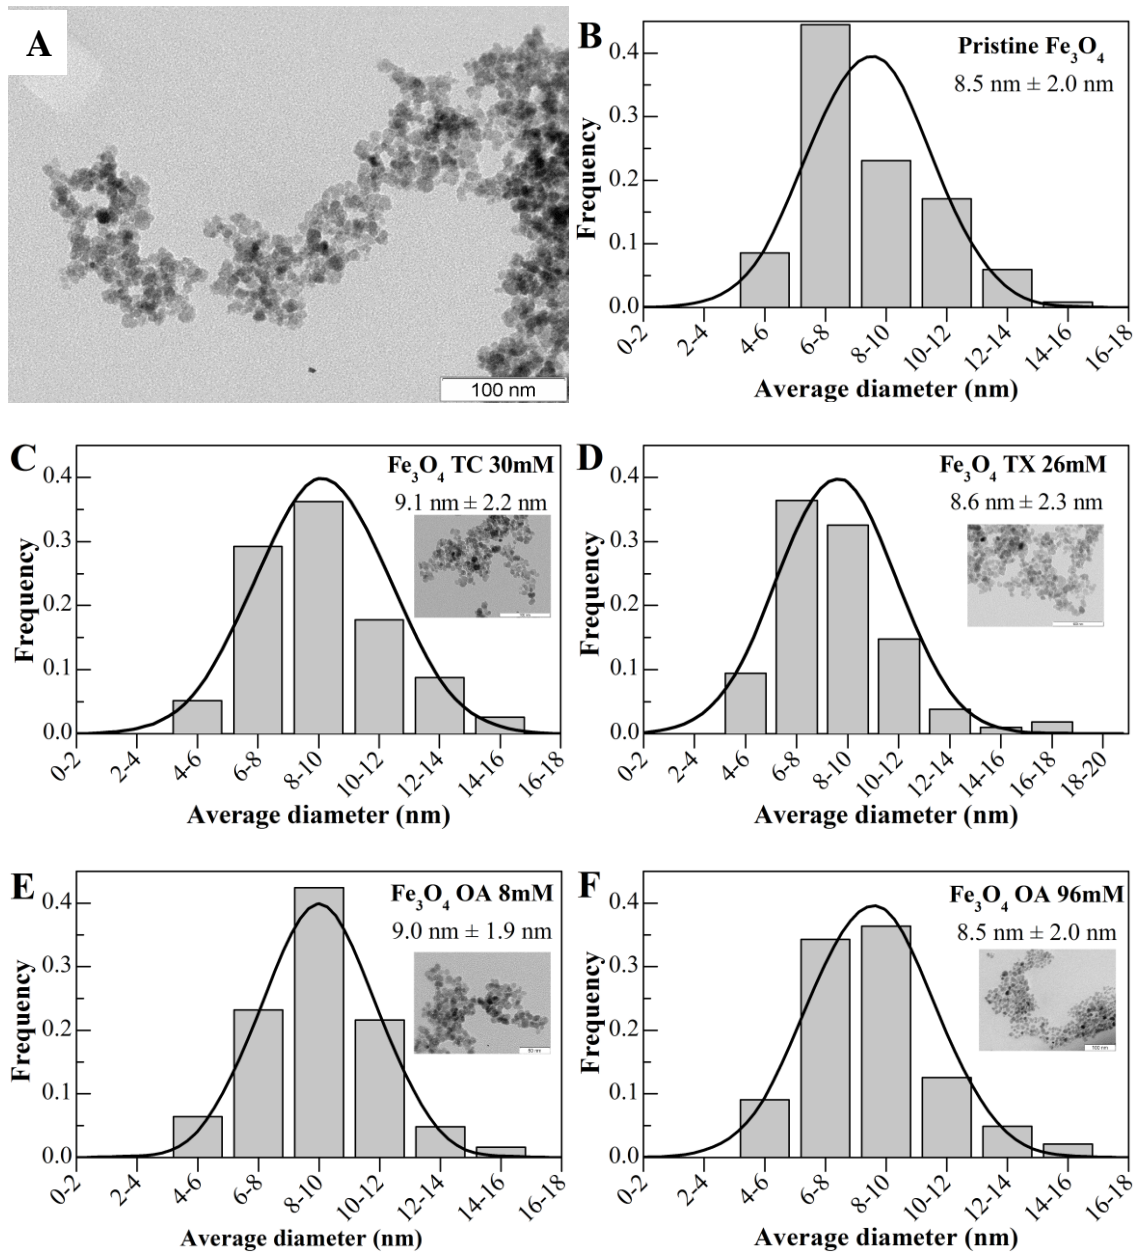 A
100 nm
B
Pristine Fe₃O₄
8.5 nm ± 2.0 nm
Frequency
0.4
0.3
0.2
0.1
0.0
0-2 2-4 4-6 6-8 8-10 10-12 12-14 14-16 16-18
Average diameter (nm)
C
Fe₃O₄ TC 30mM
9.1 nm ± 2.2 nm
Frequency
0.4
0.3
0.2
0.1
0.0
0-2 2-4 4-6 6-8 8-10 10-12 12-14 14-16 16-18
Average diameter (nm)
D
Fe₃O₄ TX 26mM
8.6 nm ± 2.3 nm
Frequency
0.4
0.3
0.2
0.1
0.0
0-2 2-4 4-6 6-8 8-10 10-12 12-14 14-16 16-18 18-20
Average diameter (nm)
E
Fe₃O₄ OA 8mM
9.0 nm ± 1.9 nm
Frequency
0.4
0.3
0.2
0.1
0.0
0-2 2-4 4-6 6-8 8-10 10-12 12-14 14-16 16-18
Average diameter (nm)
F
Fe₃O₄ OA 96mM
8.5 nm ± 2.0 nm
100 nm
Frequency
0.4
0.3
0.2
0.1
0.0
0-2 2-4 4-6 6-8 8-10 10-12 12-14 14-16 16-18
Average diameter (nm)